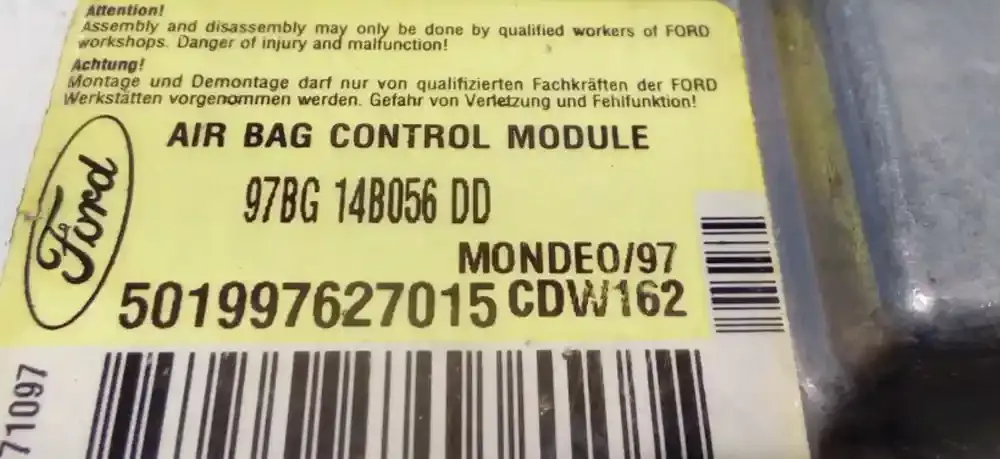 Attention!
Assembly and disassembly may only be done by qualified workers of FORD
workshops. Danger of injury and malfunction!
Achtung!
Montage und Demontage darf nur von qualifizierten Fachkräften der FORD
Werkstätten vorgenommen werden. Gefahr von Verletzung und Fehlfunktion!
AIR BAG CONTROL MODULE
Ford
97BG 14B056 DD
MONDEO/97
501997627015 CDW162
71097